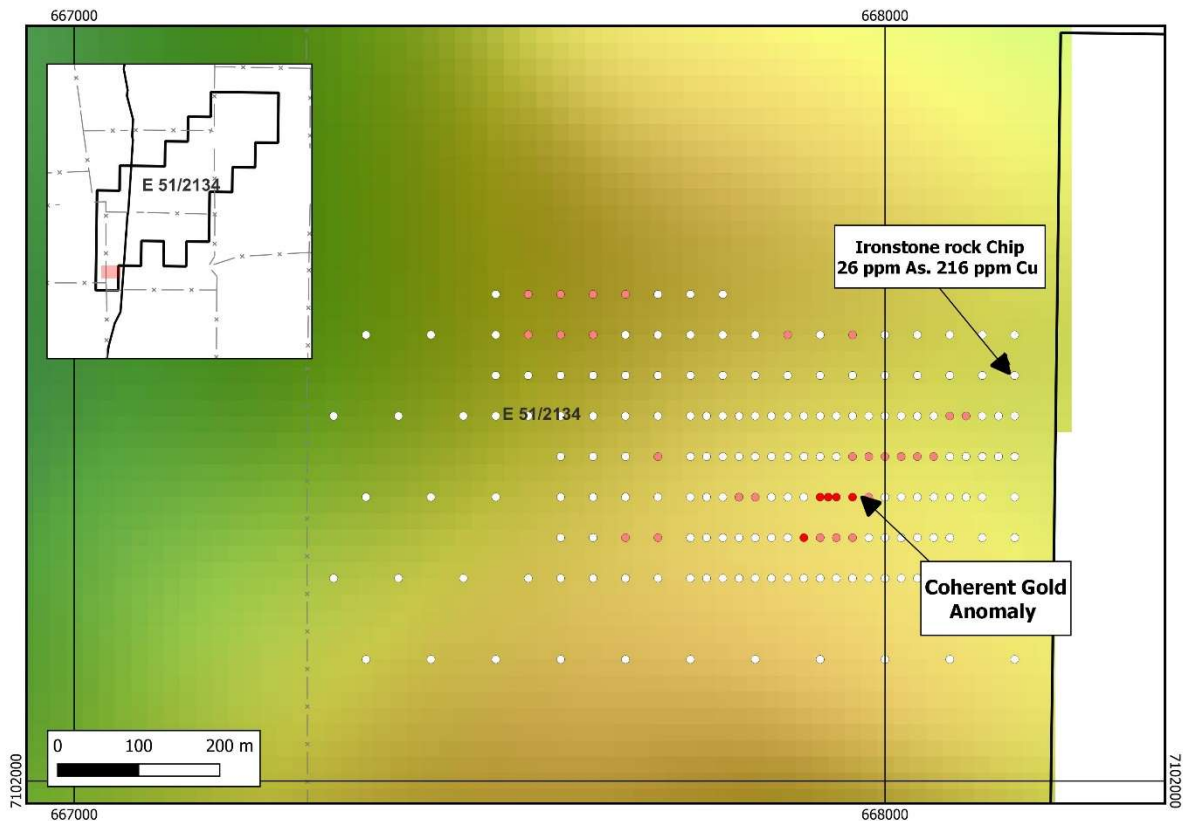 667000
668000
E 51/2134
Ironstone rock Chip
26 ppm As. 216 ppm Cu
E 51/2134
Coherent Gold
Anomaly
0 100 200 m
7102000
7102000
667000
668000